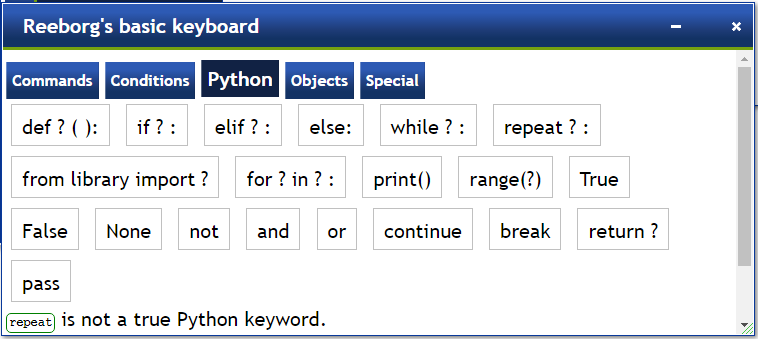 Reeborg's basic keyboard
Commands Conditions Python Objects Special
def ? ( ): if ? : elif ? : else: while ? : repeat ? :
from library import ? for ? in ? : print() range(?) True
False None not and or continue break return ?
pass
repeat is not a true Python keyword.